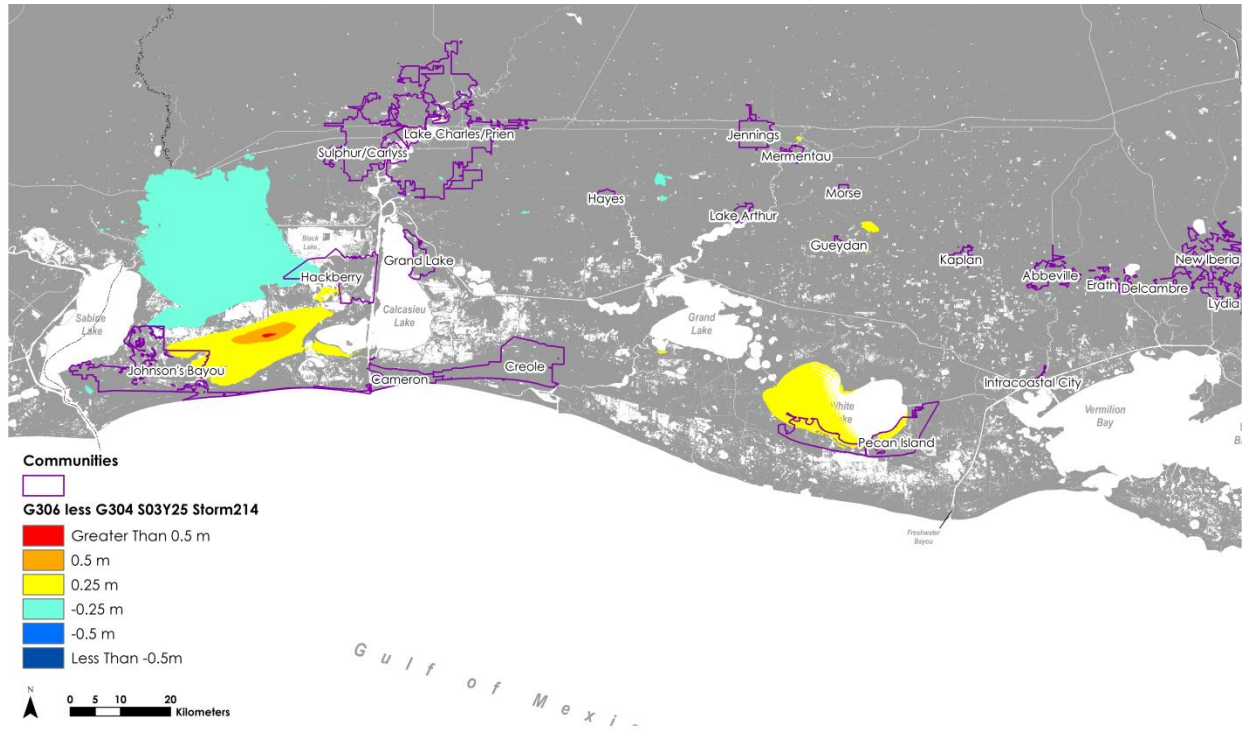 Lake Charles/Prien
Sulphur/Carlyss
Jennings
Mermentau
Hayes
Morse
Lake Arthur
Gueydan
Kaplan
Abbeville
Erath
Delcambre
New Iberia
Lydia
Black
Lake
Hackberry
Grand Lake
Calcasieu
Lake
Sabine
Lake
Grand
Lake
Johnson's Bayou
Cameron
Creole
Intracoastal City
Vermilion
Bay
White
Pecan Island
Freshwater
Bayou
Communities
G306 less G304 S03Y25 Storm214
Greater Than 0.5 m
0.5 m
0.25 m
-0.25 m
-0.5 m
Less Than -0.5m
N
0 5 10 20
Kilometers
Gulf of Mexic